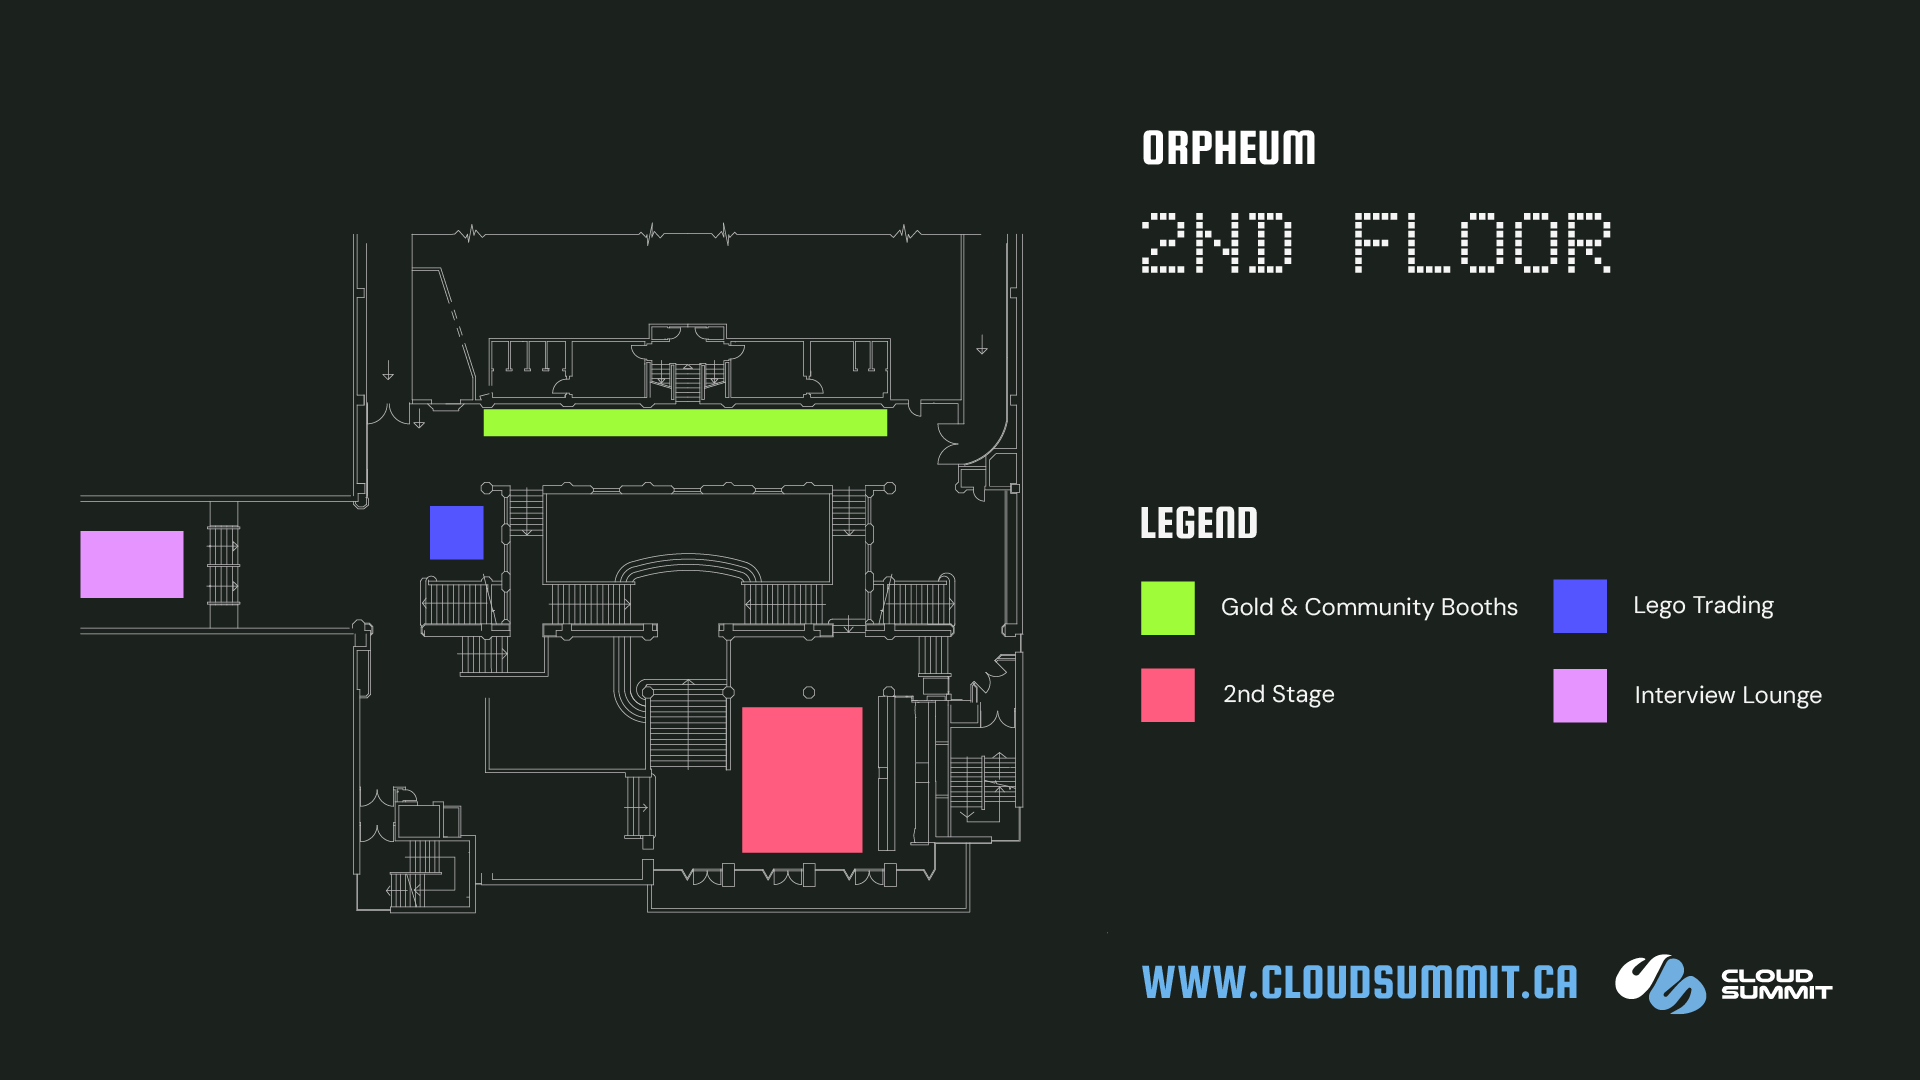 ORPHEUM
2ND FLOOR
LEGEND
Gold & Community Booths
Lego Trading
2nd Stage
Interview Lounge
WWW.CLOUDSUMMIT.CA
CLOUD
SUMMIT